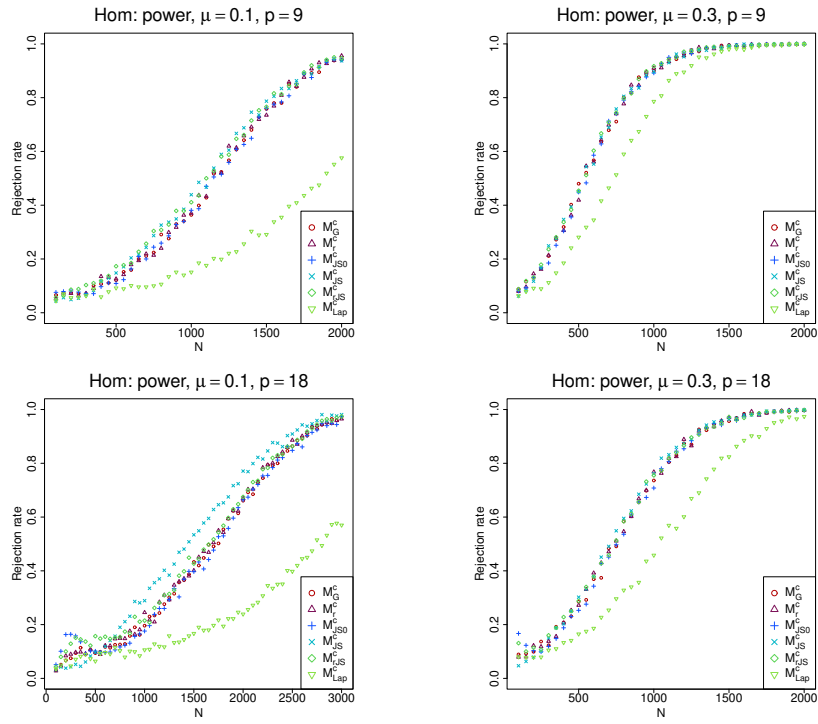 Hom: power, μ = 0.1, p = 9
Rejection rate
1.0
0.8
0.6
0.4
0.2
0.0
500 1000 1500 2000
N
M^c_G
M^c_r
M^c_JS0
M^c_JS
M^c_rJS
M^c_Lap
Hom: power, μ = 0.3, p = 9
Rejection rate
1.0
0.8
0.6
0.4
0.2
0.0
500 1000 1500 2000
N
M^c_G
M^c_r
M^c_JS0
M^c_JS
M^c_rJS
M^c_Lap
Hom: power, μ = 0.1, p = 18
Rejection rate
1.0
0.8
0.6
0.4
0.2
0.0
0 500 1000 1500 2000 2500 3000
N
M^c_G
M^c_r
M^c_JS0
M^c_JS
M^c_rJS
M^c_Lap
Hom: power, μ = 0.3, p = 18
Rejection rate
1.0
0.8
0.6
0.4
0.2
0.0
500 1000 1500 2000
N
M^c_G
M^c_r
M^c_JS0
M^c_JS
M^c_rJS
M^c_Lap